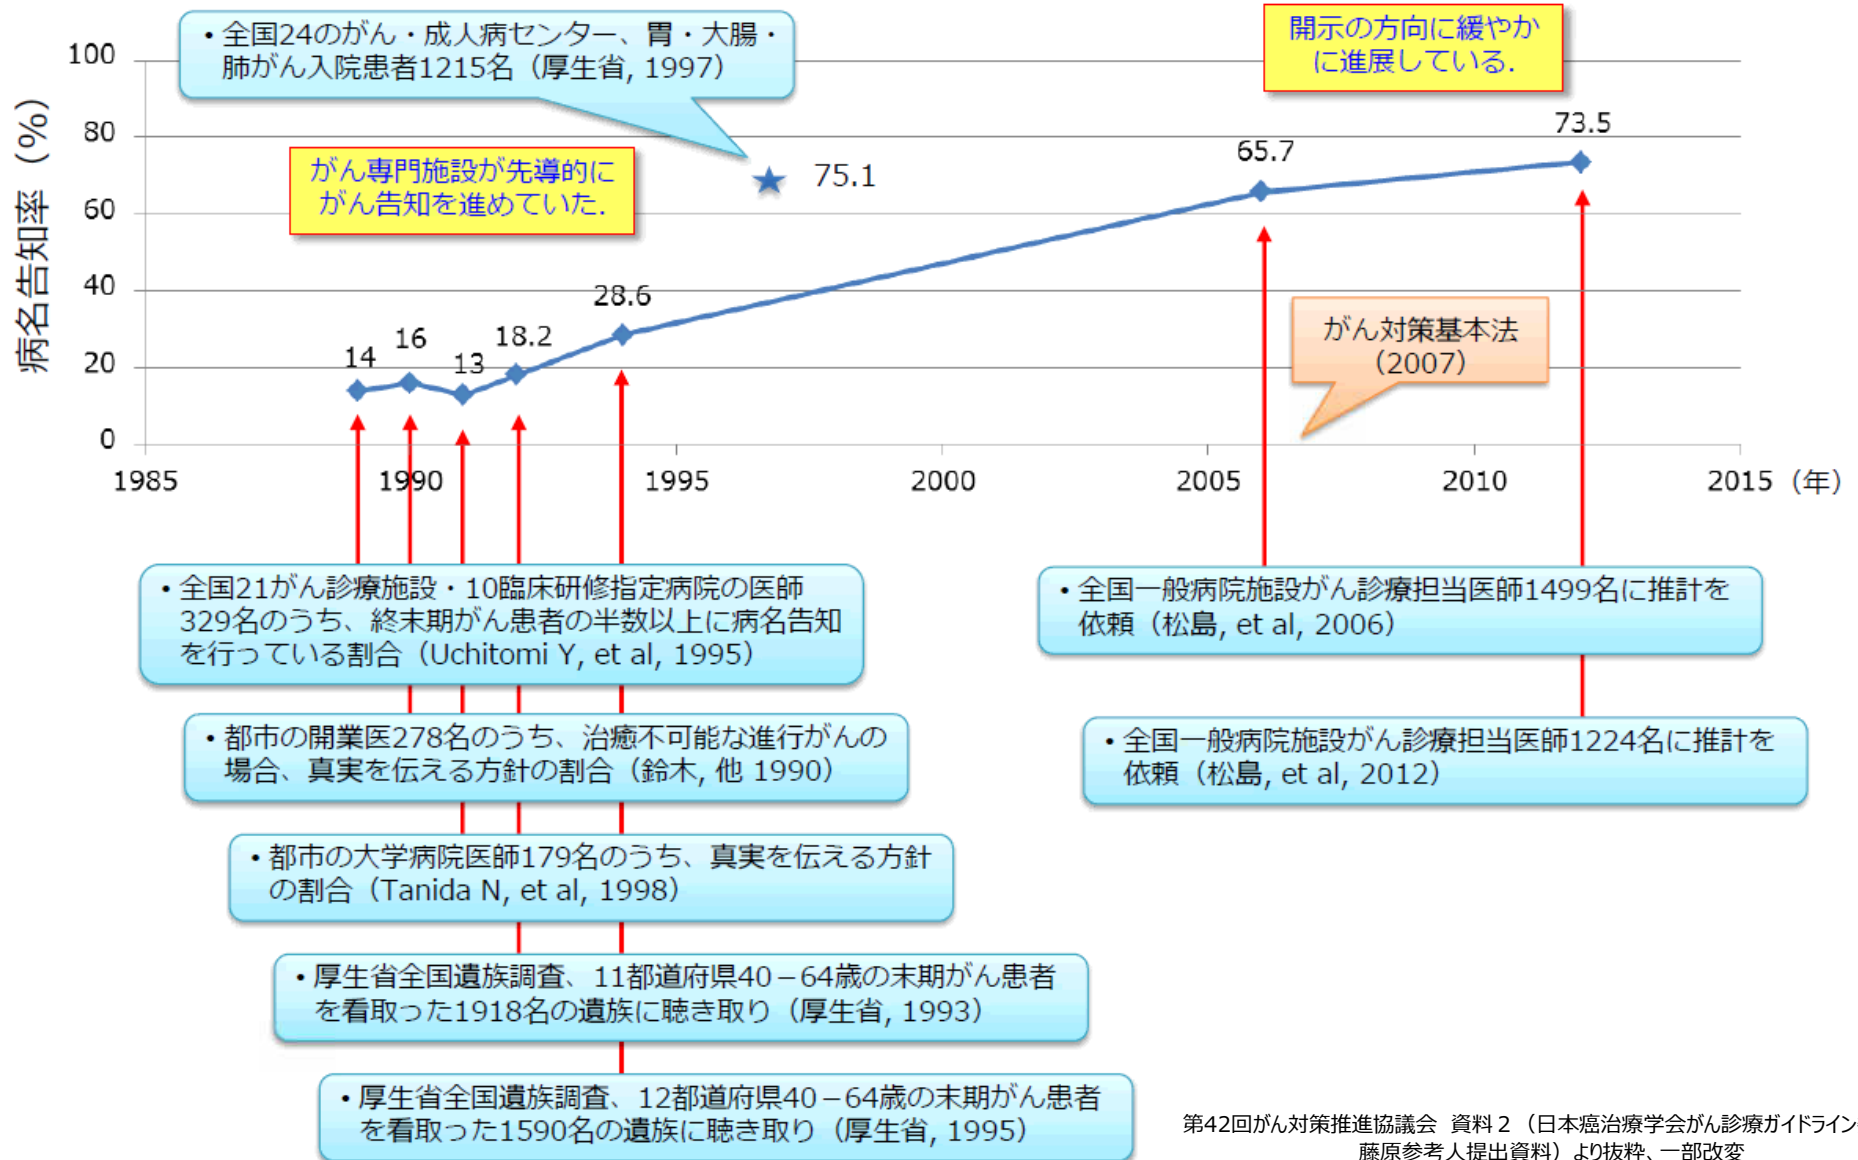 ・全国24のがん・成人病センター、胃・大腸・
肺がん入院患者1215名（厚生省, 1997）
開示の方向に緩やか
に進展している.
がん専門施設が先導的に
がん告知を進めていた.
病名告知率（%）
100
80
60
40
20
0
14
16
13
18.2
28.6
75.1
65.7
73.5
がん対策基本法
（2007）
1985
1990
1995
2000
2005
2010
2015
（年）
・全国21がん診療施設・10臨床研修指定病院の医師
329名のうち、終末期がん患者の半数以上に病名告知
を行っている割合（Uchitomi Y, et al, 1995）
・都市の開業医278名のうち、治癒不可能な進行がんの
場合、真実を伝える方針の割合（鈴木, 他 1990）
・都市の大学病院医師179名のうち、真実を伝える方針
の割合（Tanida N, et al, 1998）
・厚生省全国遺族調査、11都道府県40－64歳の末期がん患者
を看取った1918名の遺族に聴き取り（厚生省, 1993）
・厚生省全国遺族調査、12都道府県40－64歳の末期がん患者
を看取った1590名の遺族に聴き取り（厚生省, 1995）
・全国一般病院施設がん診療担当医師1499名に推計を
依頼（松島, et al, 2006）
・全国一般病院施設がん診療担当医師1224名に推計を
依頼（松島, et al, 2012）
第42回がん対策推進協議会 資料２（日本癌治療学会がん診療ガイドライン
藤原参考人提出資料）より抜粋、一部改変